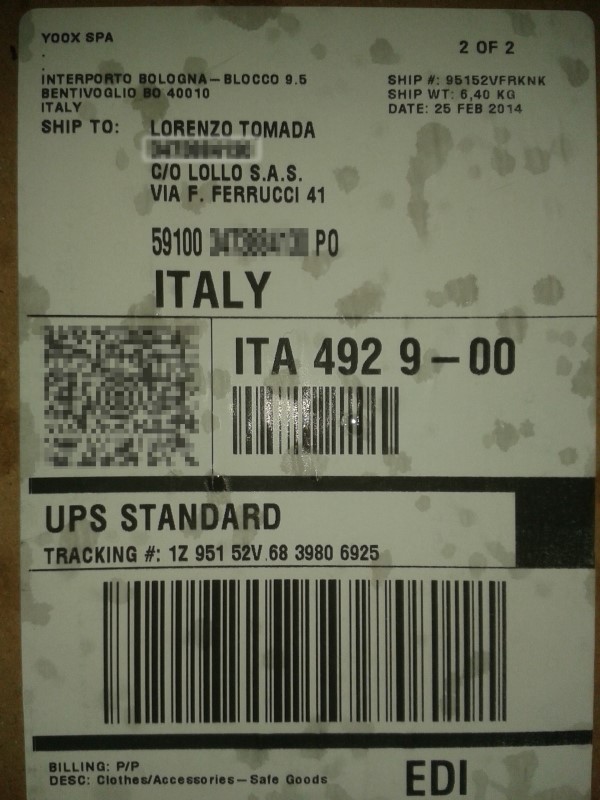 YOOX SPA
2 OF 2
.
.
INTERPORTO BOLOGNA-BLOCCO 9.5
BENTIVOGLIO BO 40010
ITALY
SHIP #: 95152VFRKNK
SHIP WT: 6,40 KG
DATE: 25 FEB 2014
SHIP TO: LORENZO TOMADA
C/O LOLLO S.A.S.
VIA F. FERRUCCI 41
59100 PO
ITALY
ITA 492 9-00
UPS STANDARD
TRACKING #: 1Z 951 52V 68 3980 6925
BILLING: P/P
DESC: Clothes/Accessories-Safe Goods
EDI